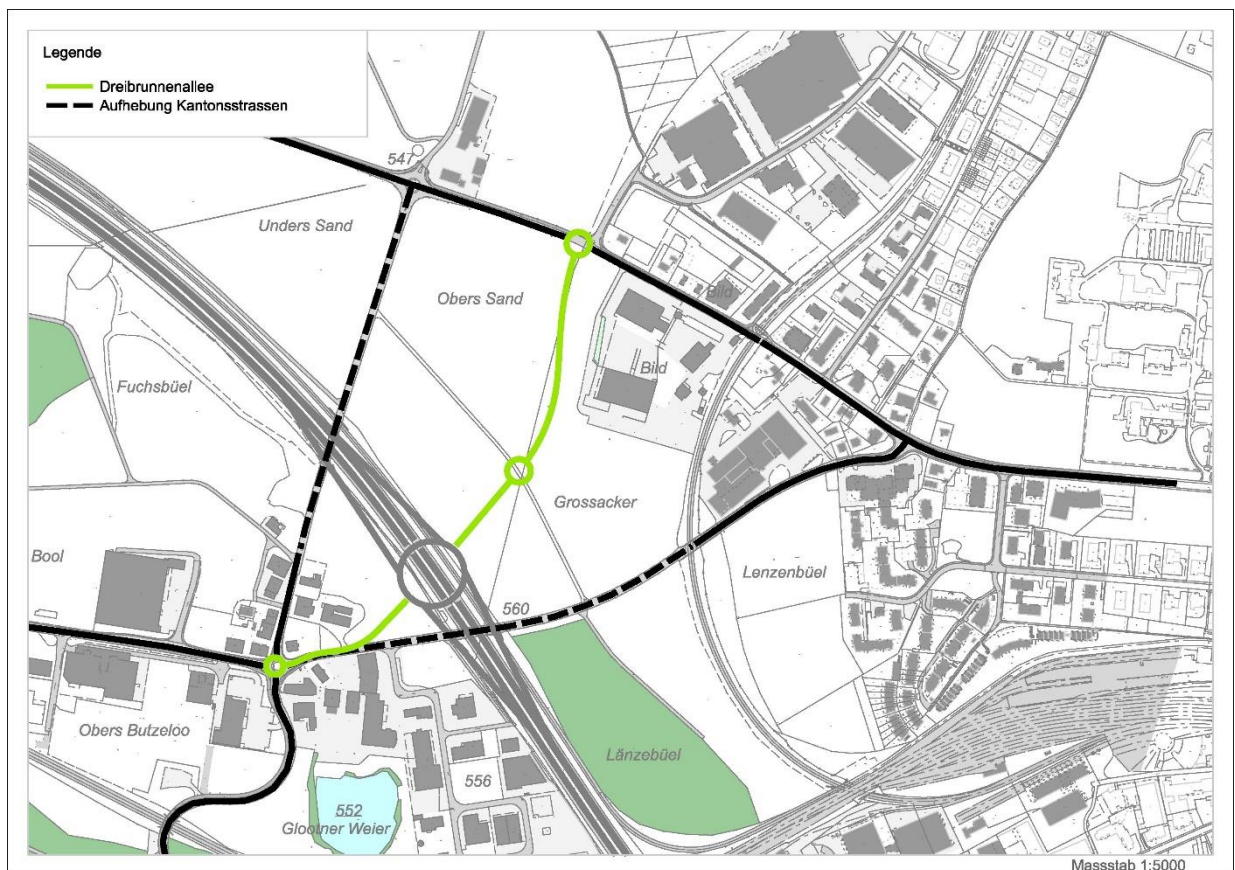 Legende
Dreibrunnenallee
Aufhebung Kantonsstrassen
547
Unders Sand
Obers Sand
Bild
Fuchsbüel
Bild
Grossacker
Bool
Lenzenbüel
560
Obers Butzeloo
Länzebüel
556
552
Glootner Weier
Massstab 1:5000